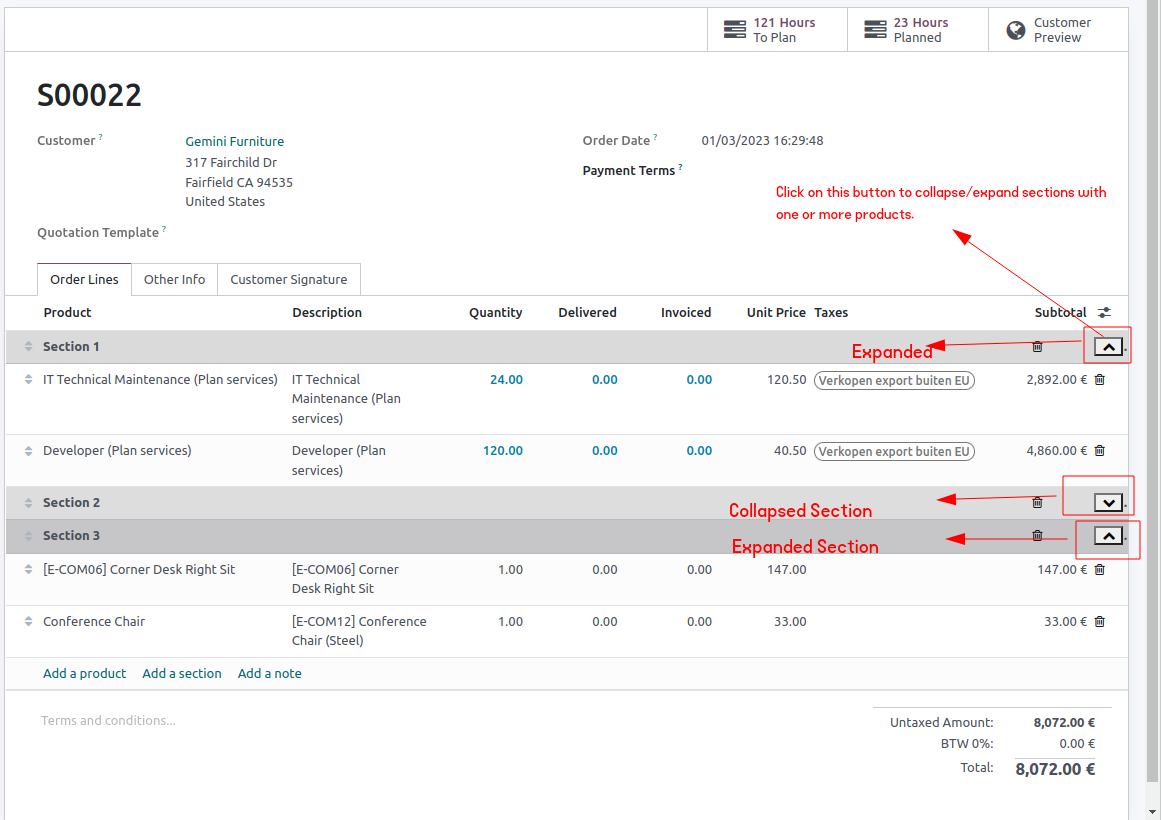 121 Hours
To Plan
23 Hours
Planned
Customer
Preview
S00022
Customer ?
Gemini Furniture
317 Fairchild Dr
Fairfield CA 94535
United States
Order Date ?
01/03/2023 16:29:48
Payment Terms ?
Click on this button to collapse/expand sections with
one or more products.
Quotation Template ?
Order Lines Other Info Customer Signature
Product Description Quantity Delivered Invoiced Unit Price Taxes Subtotal
Section 1
Expanded
IT Technical Maintenance (Plan services) IT Technical 24.00 0.00 0.00 120.50 Verkopen export buiten EU 2,892.00 €
Maintenance (Plan
services)
Developer (Plan services) Developer (Plan 120.00 0.00 0.00 40.50 Verkopen export buiten EU 4,860.00 €
services)
Section 2
Collapsed Section
Section 3
Expanded Section
[E-COM06] Corner Desk Right Sit [E-COM06] Corner 1.00 0.00 0.00 147.00 147.00 €
Desk Right Sit
Conference Chair [E-COM12] Conference 1.00 0.00 0.00 33.00 33.00 €
Chair (Steel)
Add a product Add a section Add a note
Terms and conditions...
Untaxed Amount: 8,072.00 €
BTW 0%: 0.00 €
Total: 8,072.00 €